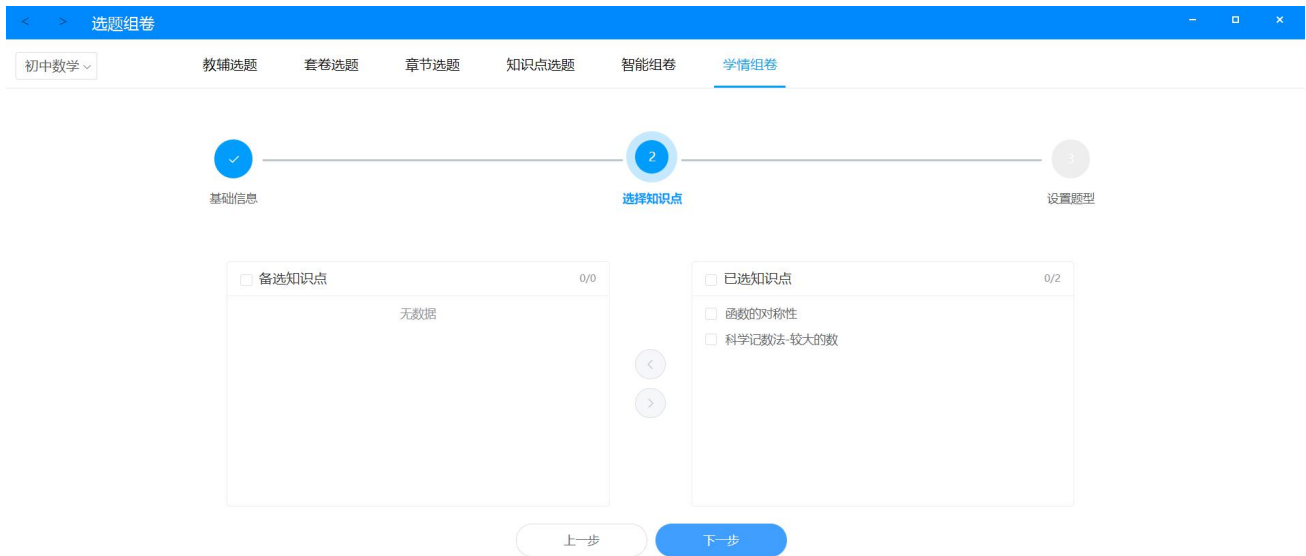 选题组卷
初中数学 教辅选题 套卷选题 章节选题 知识点选题 智能组卷 学情组卷
2 3
基础信息 选择知识点 设置题型
备选知识点 0/0 已选知识点 0/2
无数据 函数的对称性
科学记数法-较大的数
上一步 下一步